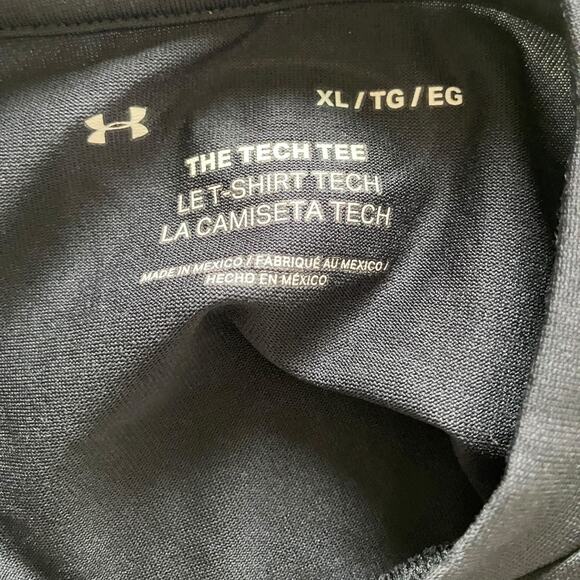 XL / TG / EG
THE TECH TEE
LE T-SHIRT TECH
LA CAMISETA TECH
MADE IN MEXICO / FABRIQUÉ AU MEXICO /
HECHO EN MÉXICO